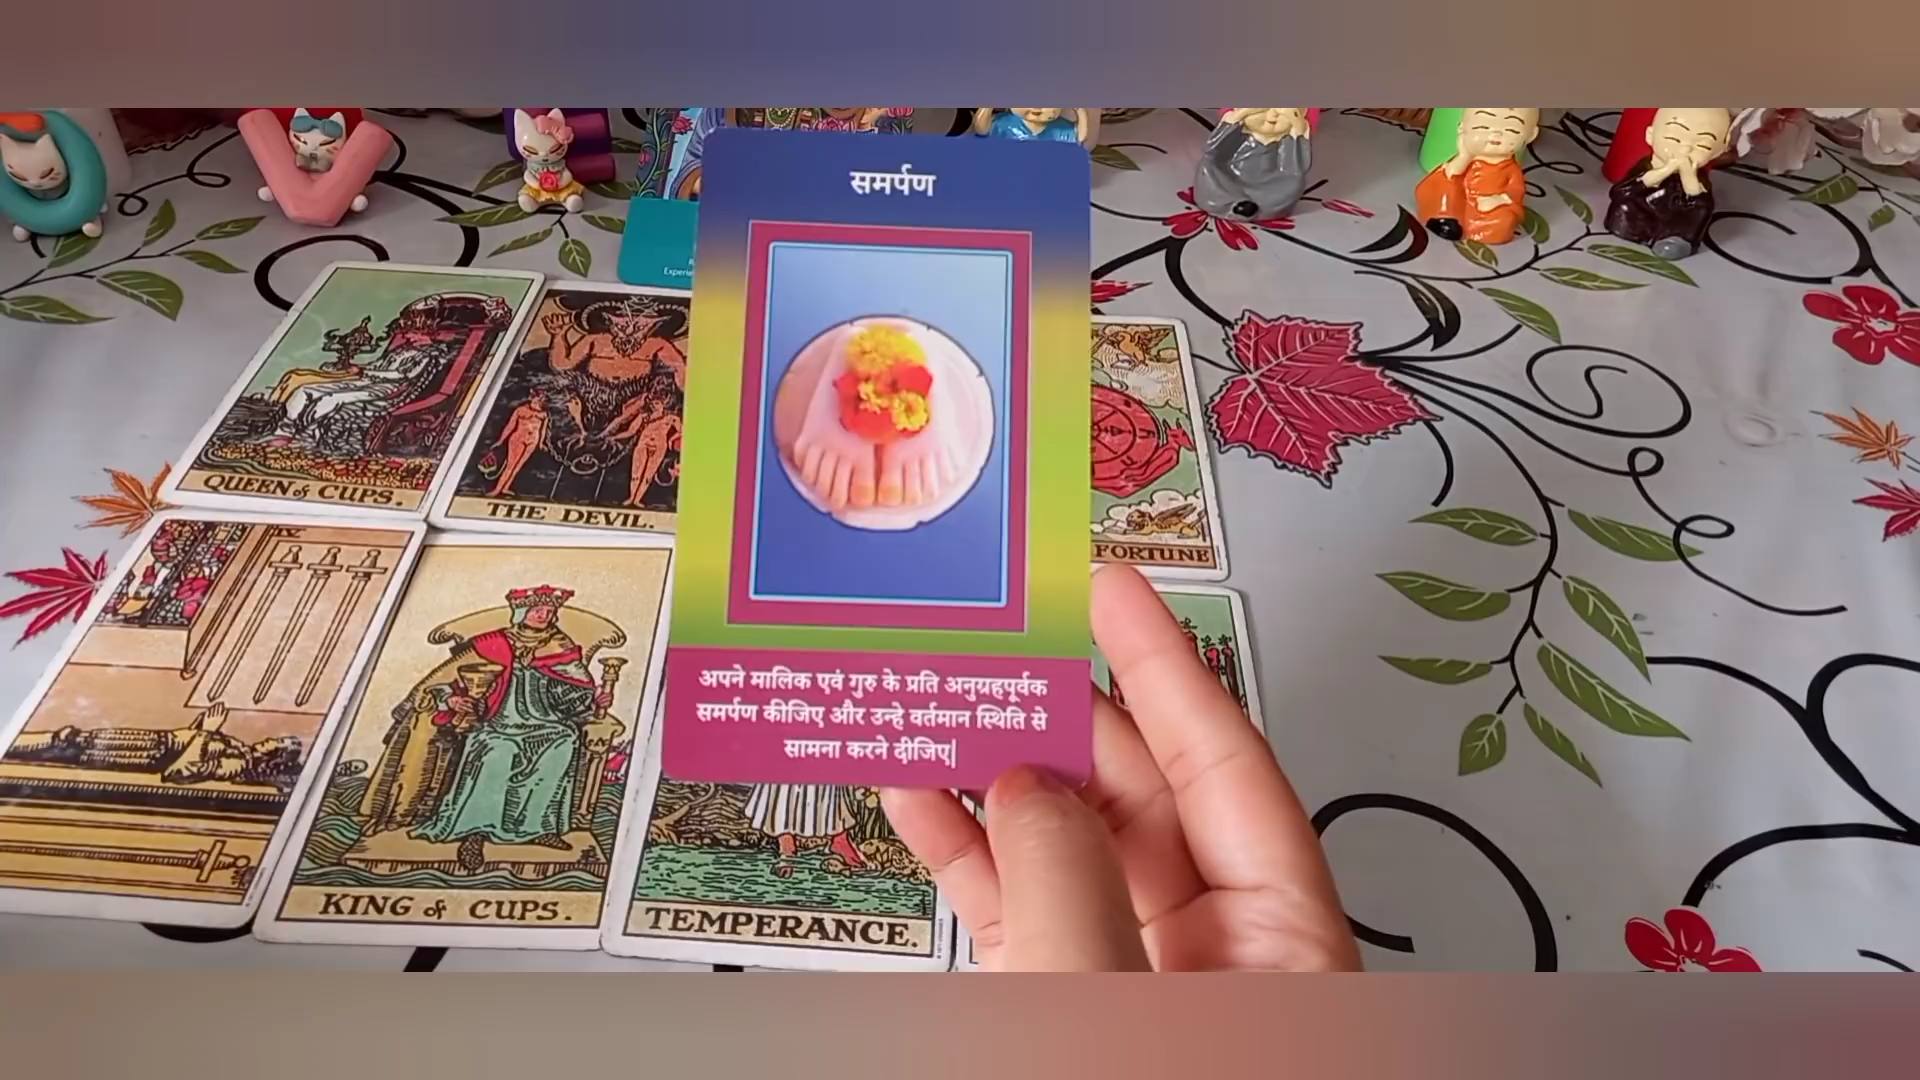 समर्पण
QUEEN of CUPS.
THE DEVIL.
FORTUNE
IV
अपने मालिक एवं गुरु के प्रति अनुग्रहपूर्वक
समर्पण कीजिए और उन्हे वर्तमान स्थिति से
सामना करने दीजिए|
KING of CUPS.
TEMPERANCE.